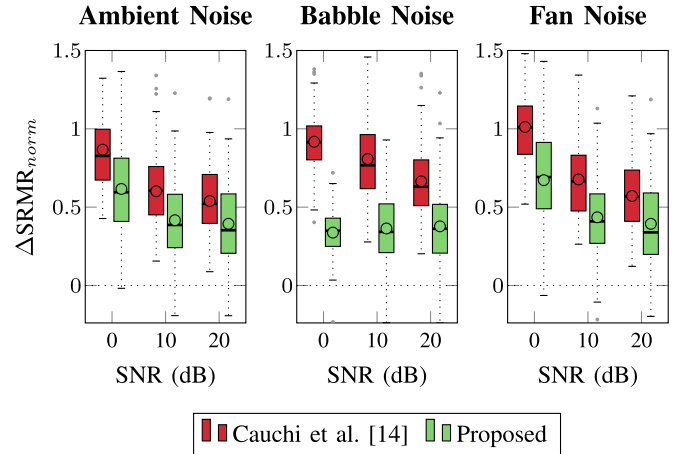 Ambient Noise Babble Noise Fan Noise
1.5 1.5 1.5
1 1 1
0.5 0.5 0.5
0 0 0
ΔSRMRnorm
0 10 20 0 10 20 0 10 20
SNR (dB) SNR (dB) SNR (dB)
Cauchi et al. [14] Proposed